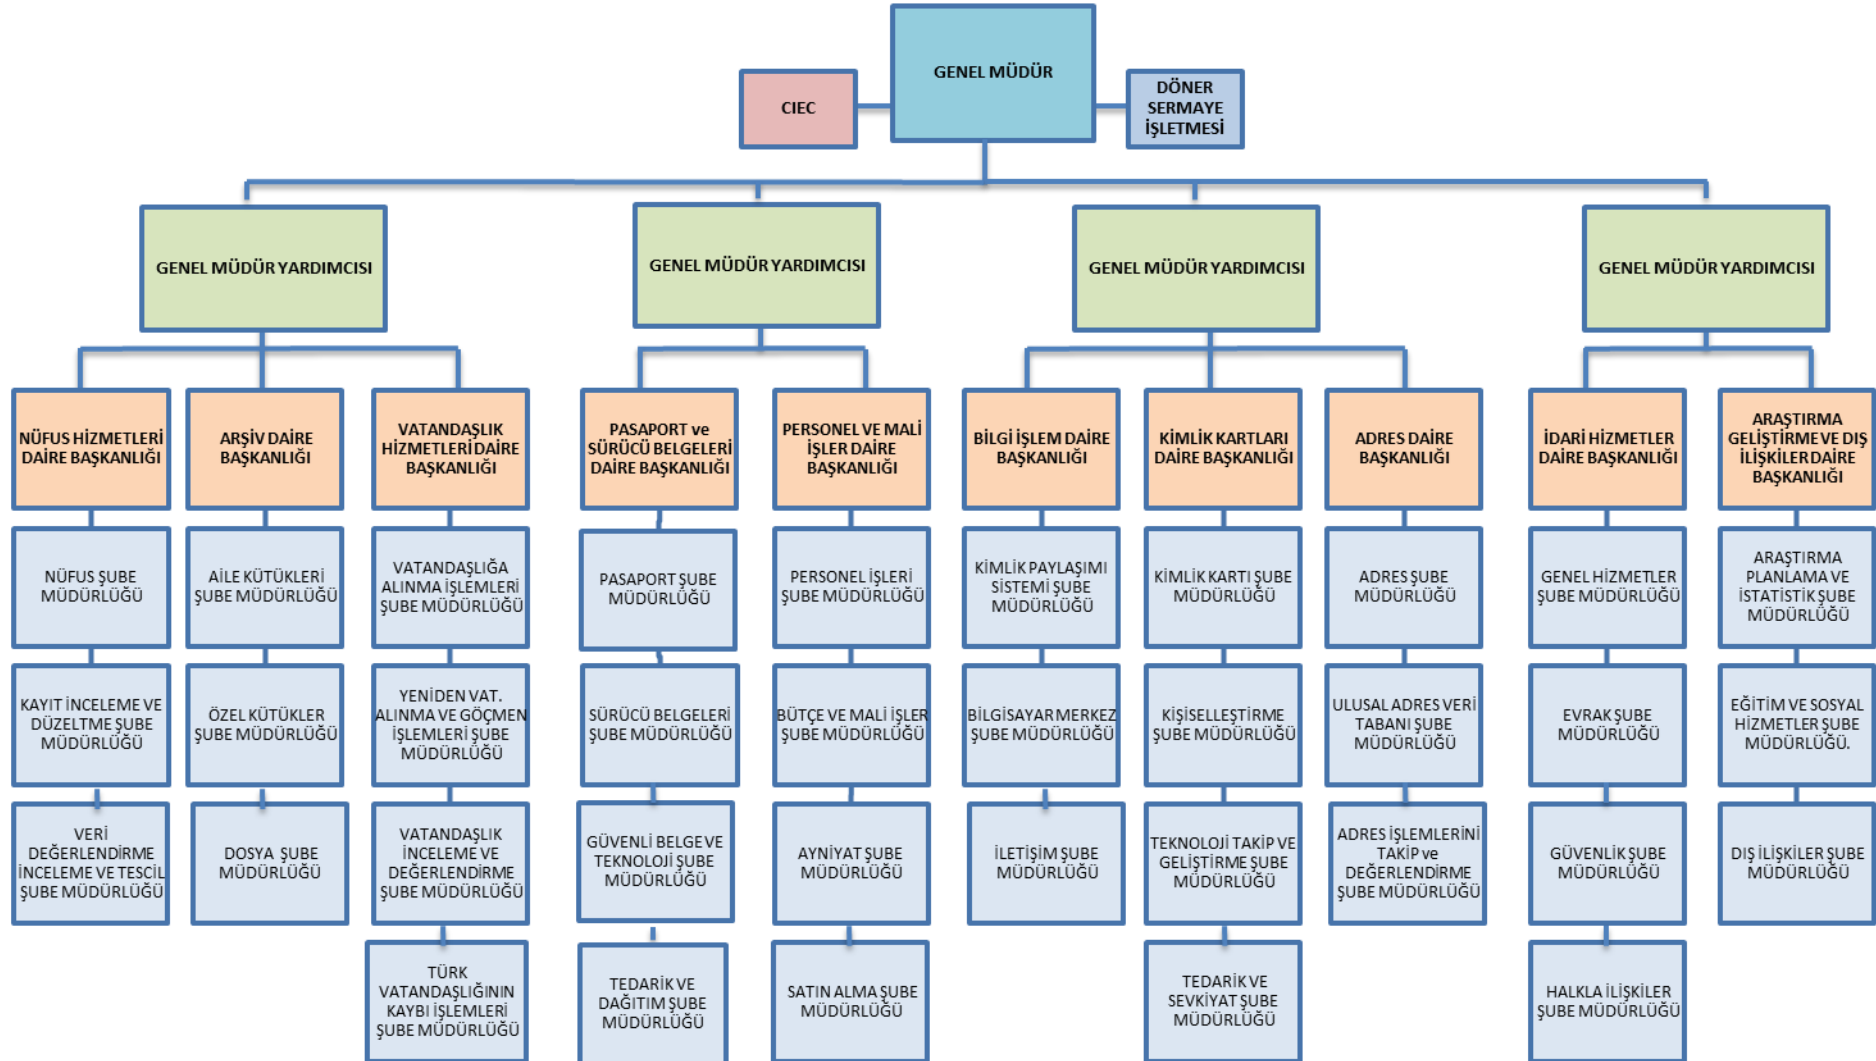 GENEL MÜDÜR
CIEC
DÖNER
SERMAYE
İŞLETMESİ
GENEL MÜDÜR YARDIMCISI
GENEL MÜDÜR YARDIMCISI
GENEL MÜDÜR YARDIMCISI
GENEL MÜDÜR YARDIMCISI
NÜFUS HİZMETLERİ
DAİRE BAŞKANLIĞI
ARŞİV DAİRE
BAŞKANLIĞI
VATANDAŞLIK
HİZMETLERİ DAİRE
BAŞKANLIĞI
PASAPORT ve
SÜRÜCÜ BELGELERİ
DAİRE BAŞKANLIĞI
PERSONEL VE MALİ
İŞLER DAİRE
BAŞKANLIĞI
BİLGİ İŞLEM DAİRE
BAŞKANLIĞI
KİMLİK KARTLARI
DAİRE BAŞKANLIĞI
ADRES DAİRE
BAŞKANLIĞI
İDARİ HİZMETLER
DAİRE BAŞKANLIĞI
ARAŞTIRMA
GELİŞTİRME VE DIŞ
İLİŞKİLER DAİRE
BAŞKANLIĞI
NÜFUS ŞUBE
MÜDÜRLÜĞÜ
AİLE KÜTÜKLERİ
ŞUBE MÜDÜRLÜĞÜ
VATANDAŞLIĞA
ALINMA İŞLEMLERİ
ŞUBE MÜDÜRLÜĞÜ
PASAPORT ŞUBE
MÜDÜRLÜĞÜ
PERSONEL İŞLERİ
ŞUBE MÜDÜRLÜĞÜ
KİMLİK PAYLAŞIMI
SİSTEMİ ŞUBE
MÜDÜRLÜĞÜ
KİMLİK KARTI ŞUBE
MÜDÜRLÜĞÜ
ADRES ŞUBE
MÜDÜRLÜĞÜ
GENEL HİZMETLER
ŞUBE MÜDÜRLÜĞÜ
ARAŞTIRMA
PLANLAMA VE
İSTATİSTİK ŞUBE
MÜDÜRLÜĞÜ
KAYIT İNCELEME VE
DÜZELTME ŞUBE
MÜDÜRLÜĞÜ
ÖZEL KÜTÜKLER
ŞUBE MÜDÜRLÜĞÜ
YENİDEN VAT.
ALINMA VE GÖÇMEN
İŞLEMLERİ ŞUBE
MÜDÜRLÜĞÜ
SÜRÜCÜ BELGELERİ
ŞUBE MÜDÜRLÜĞÜ
BÜTÇE VE MALİ İŞLER
ŞUBE MÜDÜRLÜĞÜ
BİLGİSAYAR MERKEZ
ŞUBE MÜDÜRLÜĞÜ
KİŞİSELLEŞTİRME
ŞUBE MÜDÜRLÜĞÜ
ULUSAL ADRES VERİ
TABANI ŞUBE
MÜDÜRLÜĞÜ
EVRAK ŞUBE
MÜDÜRLÜĞÜ
EĞİTİM VE SOSYAL
HİZMETLER ŞUBE
MÜDÜRLÜĞÜ.
VERİ
DEĞERLENDİRME
İNCELEME VE TESCİL
ŞUBE MÜDÜRLÜĞÜ
DOSYA ŞUBE
MÜDÜRLÜĞÜ
VATANDAŞLIK
İNCELEME VE
DEĞERLENDİRME
ŞUBE MÜDÜRLÜĞÜ
GÜVENLİ BELGE VE
TEKNOLOJİ ŞUBE
MÜDÜRLÜĞÜ
AYNİYAT ŞUBE
MÜDÜRLÜĞÜ
İLETİŞİM ŞUBE
MÜDÜRLÜĞÜ
TEKNOLOJİ TAKİP VE
GELİŞTİRME ŞUBE
MÜDÜRLÜĞÜ
ADRES İŞLEMLERİNİ
TAKİP ve
DEĞERLENDİRME
ŞUBE MÜDÜRLÜĞÜ
GÜVENLİK ŞUBE
MÜDÜRLÜĞÜ
DIŞ İLİŞKİLER ŞUBE
MÜDÜRLÜĞÜ
TÜRK
VATANDAŞLIĞININ
KAYBI İŞLEMLERİ
ŞUBE MÜDÜRLÜĞÜ
TEDARİK VE
DAĞITIM ŞUBE
MÜDÜRLÜĞÜ
SATIN ALMA ŞUBE
MÜDÜRLÜĞÜ
TEDARİK VE
SEVKİYAT ŞUBE
MÜDÜRLÜĞÜ
HALKLA İLİŞKİLER
ŞUBE MÜDÜRLÜĞÜ